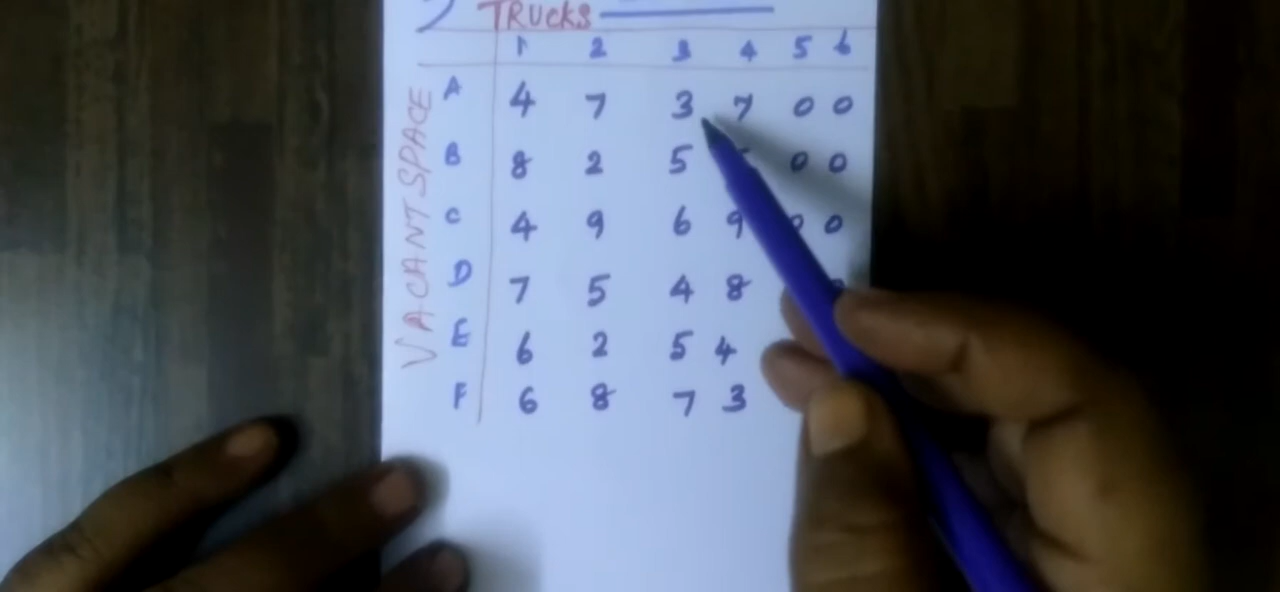 TRUCKS
1 2 3 4 5 6
VACANT SPACE
A 4 7 3 7 0 0
B 8 2 5 0 0
C 4 9 6 9 0 0
D 7 5 4 8
E 6 2 5 4
F 6 8 7 3